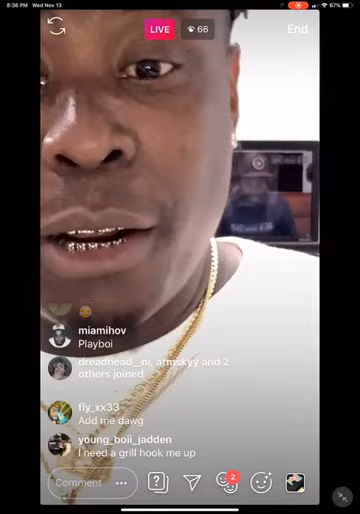 8:36 PM Wed Nov 13
67%
LIVE
66
End
miamihov
Playboi
dreadhead__ni, atmskyy and 2
others joined
fly_xx33
Add me dawg
young_boii_jadden
I need a grill hook me up
Comment
2